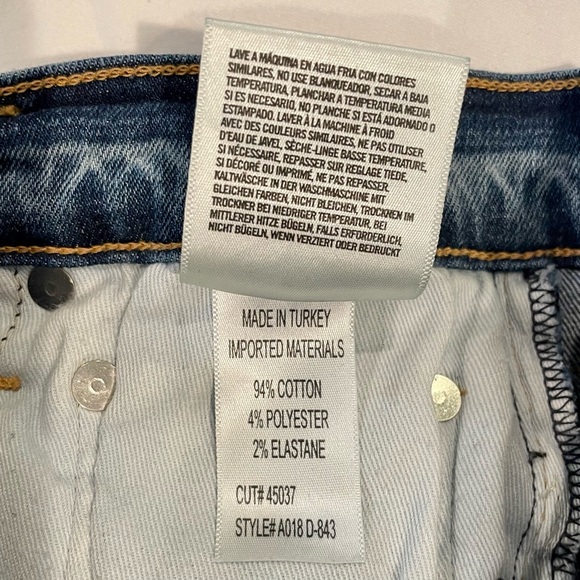 LAVE A MÁQUINA EN AGUA FRIA CON COLORES
SIMILARES, NO USE BLANQUEADOR, SECAR A BAJA
TEMPERATURA, PLANCHAR A TEMPERATURA MEDIA
SI ES NECESARIO, NO PLANCHE SI ESTÁ ADORNADO O
ESTAMPADO. LAVER À LA MACHINE À FROID
AVEC DES COULEURS SIMILAIRES, NE PAS UTILISER
D'EAU DE JAVEL, SÈCHE-LINGE BASSE TEMPERATURE,
SI NÉCESSAIRE, REPASSER SUR REGLAGE TIEDE,
SI DÉCORÉ OU IMPRIMÉ, NE PAS REPASSER.
KALTWÄSCHE IN DER WASCHMASCHINE MIT
GLEICHEN FARBEN, NICHT BLEICHEN, TROCKNEN IM
TROCKNER BEI NIEDRIGER TEMPERATUR, BEI
MITTLERER HITZE BÜGELN, FALLS ERFORDERLICH,
NICHT BÜGELN, WENN VERZIERT ODER BEDRUCKT
MADE IN TURKEY
IMPORTED MATERIALS
94% COTTON
4% POLYESTER
2% ELASTANE
CUT# 45037
STYLE# A018 D-843